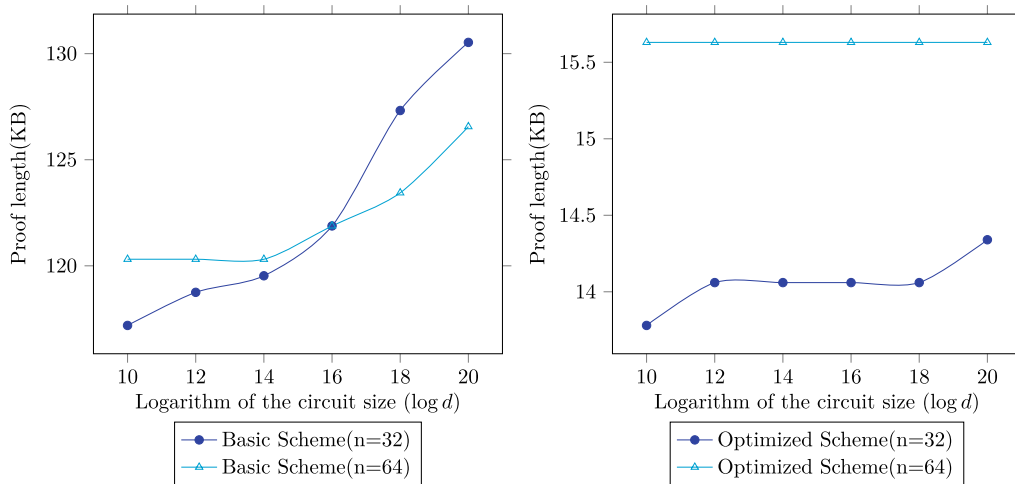 130
125
120
Proof length(KB)
10 12 14 16 18 20
Logarithm of the circuit size (log d)
Basic Scheme(n=32)
Basic Scheme(n=64)
15.5
15
14.5
14
Proof length(KB)
10 12 14 16 18 20
Logarithm of the circuit size (log d)
Optimized Scheme(n=32)
Optimized Scheme(n=64)